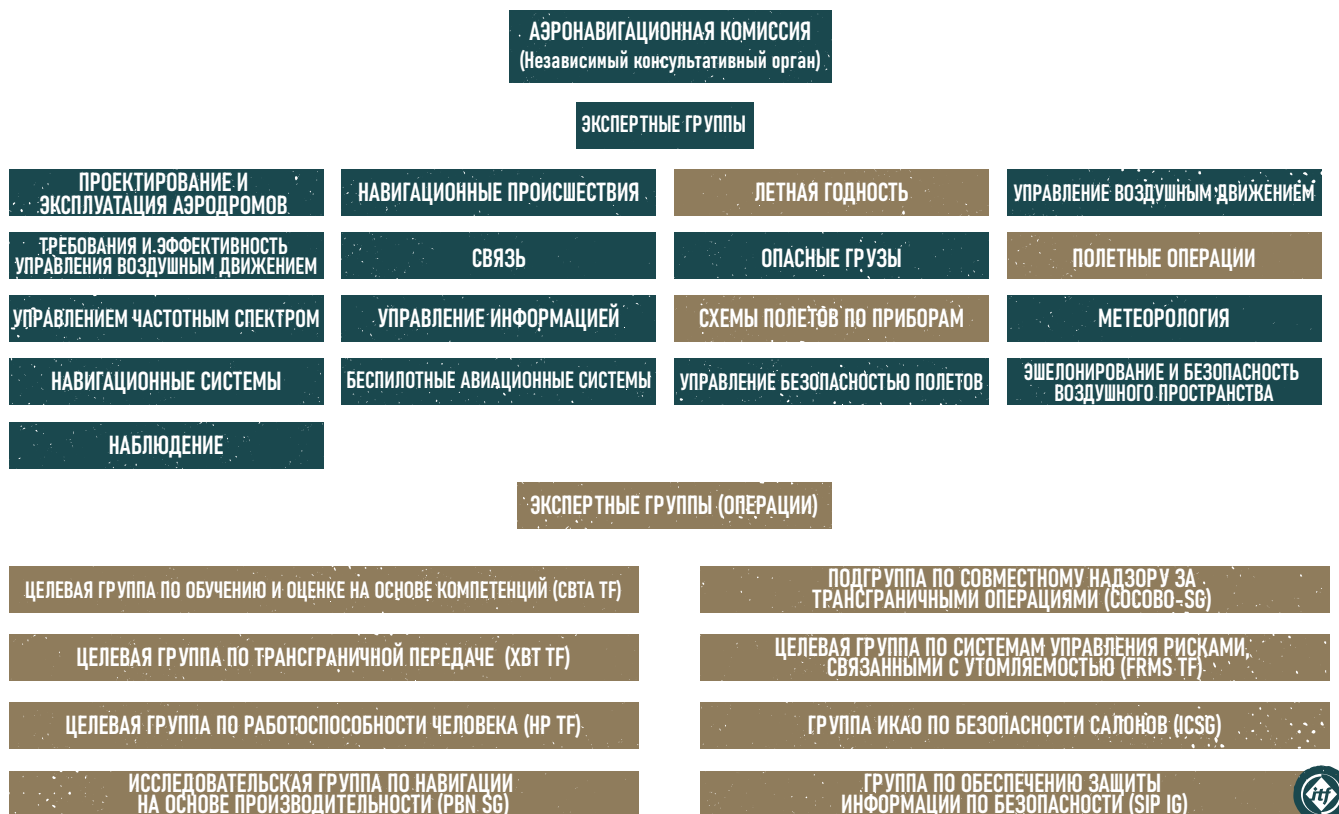 АЭРОНАВИГАЦИОННАЯ КОМИССИЯ
(Независимый консультативный орган)
ЭКСПЕРТНЫЕ ГРУППЫ
ПРОЕКТИРОВАНИЕ И
ЭКСПЛУАТАЦИЯ АЭРОДРОМОВ
НАВИГАЦИОННЫЕ ПРОИСШЕСТВИЯ
ЛЕТНАЯ ГОДНОСТЬ
УПРАВЛЕНИЕ ВОЗДУШНЫМ ДВИЖЕНИЕМ
ТРЕБОВАНИЯ И ЭФФЕКТИВНОСТЬ
УПРАВЛЕНИЯ ВОЗДУШНЫМ ДВИЖЕНИЕМ
СВЯЗЬ
ОПАСНЫЕ ГРУЗЫ
ПОЛЕТНЫЕ ОПЕРАЦИИ
УПРАВЛЕНИЕМ ЧАСТОТНЫМ СПЕКТРОМ
УПРАВЛЕНИЕ ИНФОРМАЦИЕЙ
СХЕМЫ ПОЛЕТОВ ПО ПРИБОРАМ
МЕТЕОРОЛОГИЯ
НАВИГАЦИОННЫЕ СИСТЕМЫ
БЕСПИЛОТНЫЕ АВИАЦИОННЫЕ СИСТЕМЫ
УПРАВЛЕНИЕ БЕЗОПАСНОСТЬЮ ПОЛЕТОВ
ЭШЕЛОНИРОВАНИЕ И БЕЗОПАСНОСТЬ
ВОЗДУШНОГО ПРОСТРАНСТВА
НАБЛЮДЕНИЕ
ЭКСПЕРТНЫЕ ГРУППЫ (ОПЕРАЦИИ)
ЦЕЛЕВАЯ ГРУППА ПО ОБУЧЕНИЮ И ОЦЕНКЕ НА ОСНОВЕ КОМПЕТЕНЦИЙ (CBTA TF)
ПОДГРУППА ПО СОВМЕСТНОМУ НАДЗОРУ ЗА
ТРАНСГРАНИЧНЫМИ ОПЕРАЦИЯМИ (COCOBO-SG)
ЦЕЛЕВАЯ ГРУППА ПО ТРАНСГРАНИЧНОЙ ПЕРЕДАЧЕ (XBT TF)
ЦЕЛЕВАЯ ГРУППА ПО СИСТЕМАМ УПРАВЛЕНИЯ РИСКАМИ,
СВЯЗАННЫМИ С УТОМЛЯЕМОСТЬЮ (FRMS TF)
ЦЕЛЕВАЯ ГРУППА ПО РАБОТОСПОСОБНОСТИ ЧЕЛОВЕКА (HP TF)
ГРУППА ИКАО ПО БЕЗОПАСНОСТИ САЛОНОВ (ICSG)
ИССЛЕДОВАТЕЛЬСКАЯ ГРУППА ПО НАВИГАЦИИ
НА ОСНОВЕ ПРОИЗВОДИТЕЛЬНОСТИ (PBN SG)
ГРУППА ПО ОБЕСПЕЧЕНИЮ ЗАЩИТЫ
ИНФОРМАЦИИ ПО БЕЗОПАСНОСТИ (SIP IG)
itf